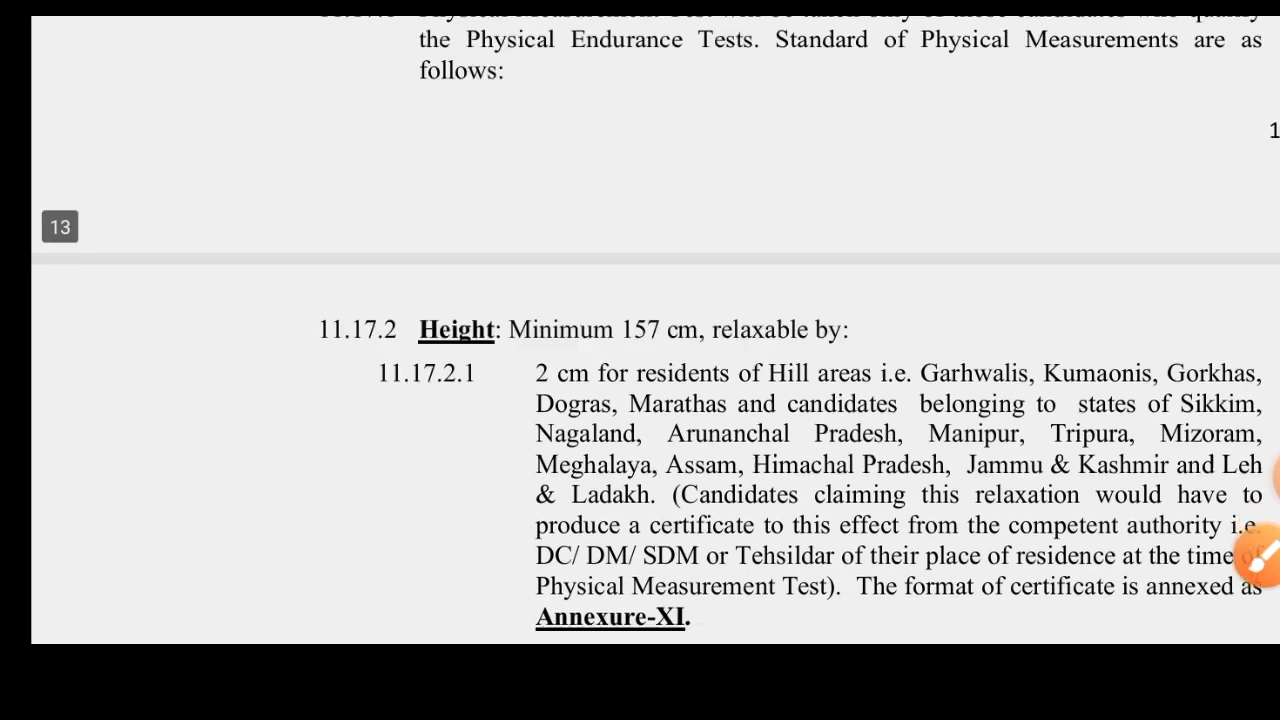 the Physical Endurance Tests. Standard of Physical Measurements are as
follows:
1
13
11.17.2 Height: Minimum 157 cm, relaxable by:
11.17.2.1 2 cm for residents of Hill areas i.e. Garhwalis, Kumaonis, Gorkhas,
Dogras, Marathas and candidates belonging to states of Sikkim,
Nagaland, Arunanchal Pradesh, Manipur, Tripura, Mizoram,
Meghalaya, Assam, Himachal Pradesh, Jammu & Kashmir and Leh
& Ladakh. (Candidates claiming this relaxation would have to
produce a certificate to this effect from the competent authority i.e.
DC/ DM/ SDM or Tehsildar of their place of residence at the time of
Physical Measurement Test). The format of certificate is annexed as
Annexure-XI.